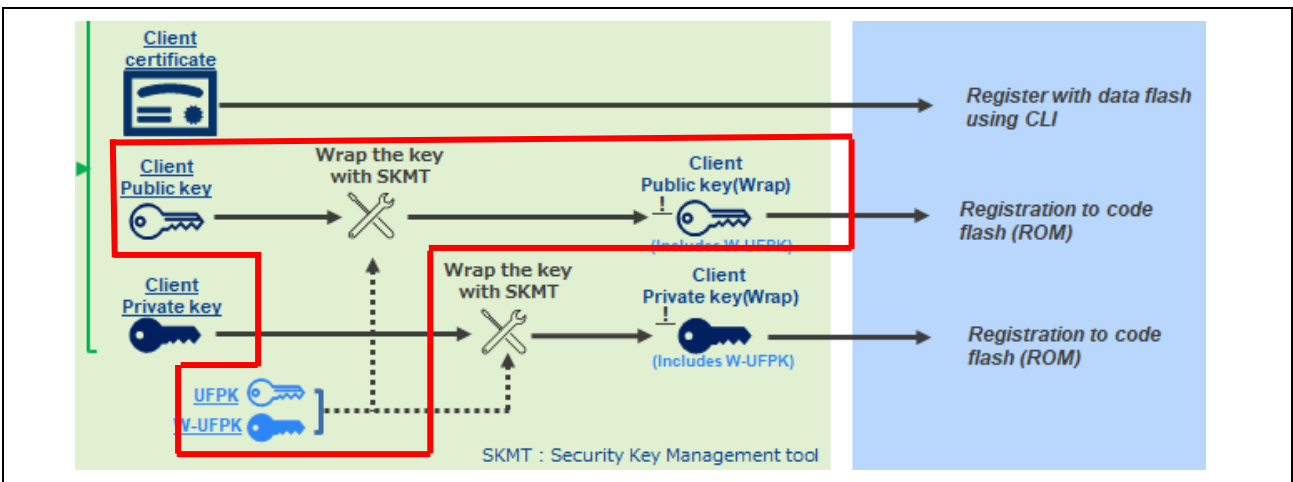 Client
certificate
Register with data flash
using CLI
Client
Public key
Wrap the key
with SKMT
Client
Public key(Wrap)
!
(Includes W-UFPK)
Registration to code
flash (ROM)
Client
Private key
Wrap the key
with SKMT
Client
Private key(Wrap)
!
(Includes W-UFPK)
Registration to code
flash (ROM)
UFPK
W-UFPK
SKMT : Security Key Management tool